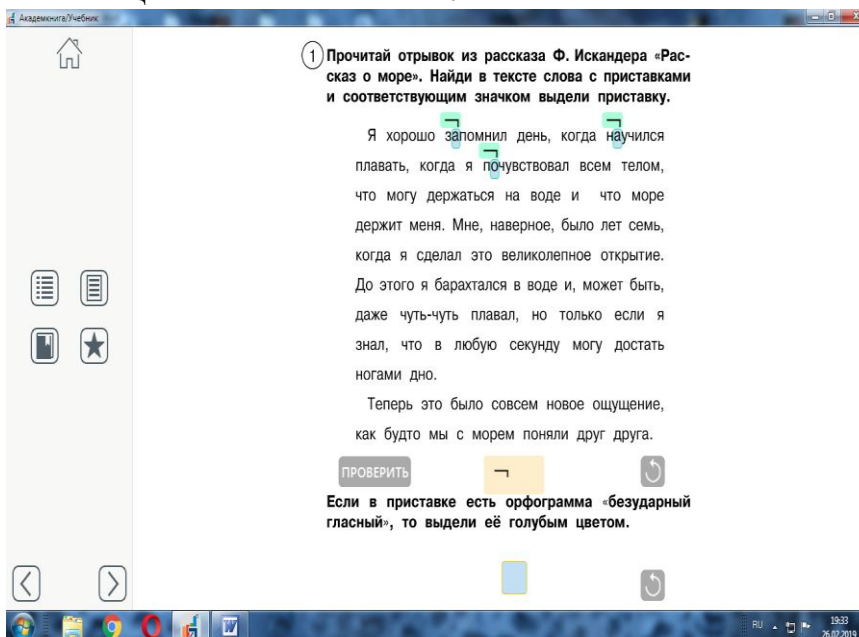 Академкнига/Учебник
1 Прочитай отрывок из рассказа Ф. Искандера «Рас-
сказ о море». Найди в тексте слова с приставками
и соответствующим значком выдели приставку.
Я хорошо запомнил день, когда научился
плавать, когда я почувствовал всем телом,
что могу держаться на воде и что море
держит меня. Мне, наверное, было лет семь,
когда я сделал это великолепное открытие.
До этого я барахтался в воде и, может быть,
даже чуть-чуть плавал, но только если я
знал, что в любую секунду могу достать
ногами дно.
Теперь это было совсем новое ощущение,
как будто мы с морем поняли друг друга.
ПРОВЕРИТЬ
Если в приставке есть орфограмма «безударный
гласный», то выдели её голубым цветом.
RU 19:33
26.02.2019